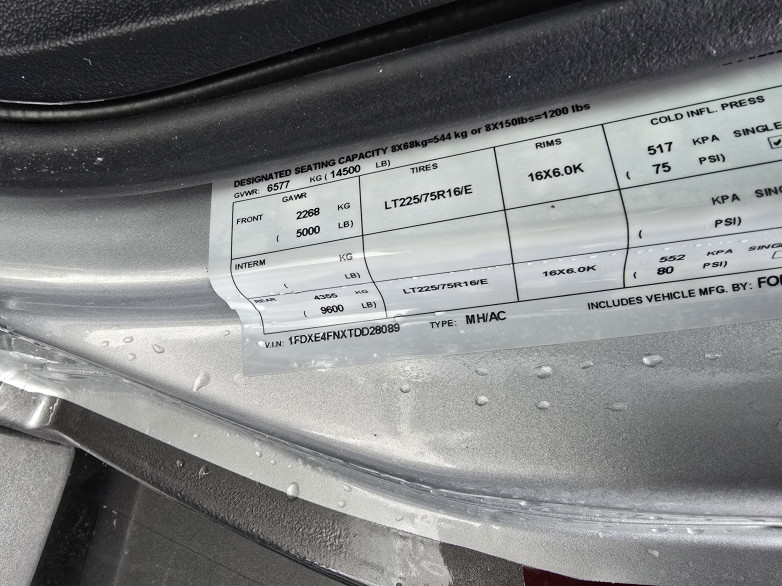 DESIGNATED SEATING CAPACITY 8X68kg=544 kg or 8X150lbs=1200 lbs
GVWR: 6577 KG ( 14500 LB)
GAWR TIRES RIMS COLD INFL. PRESS
FRONT 2268 KG LT225/75R16/E 16X6.0K 517 KPA SINGLE
( 5000 LB) ( 75 PSI)
INTERM KG KPA SING
( LB) ( PSI)
REAR 4355 KG LT225/75R16/E 16X6.0K 552 KPA SING
( 9600 LB) ( 80 PSI)
V.I.N: 1FDXE4FNXTDD28089 TYPE: MH/AC INCLUDES VEHICLE MFG. BY: FO